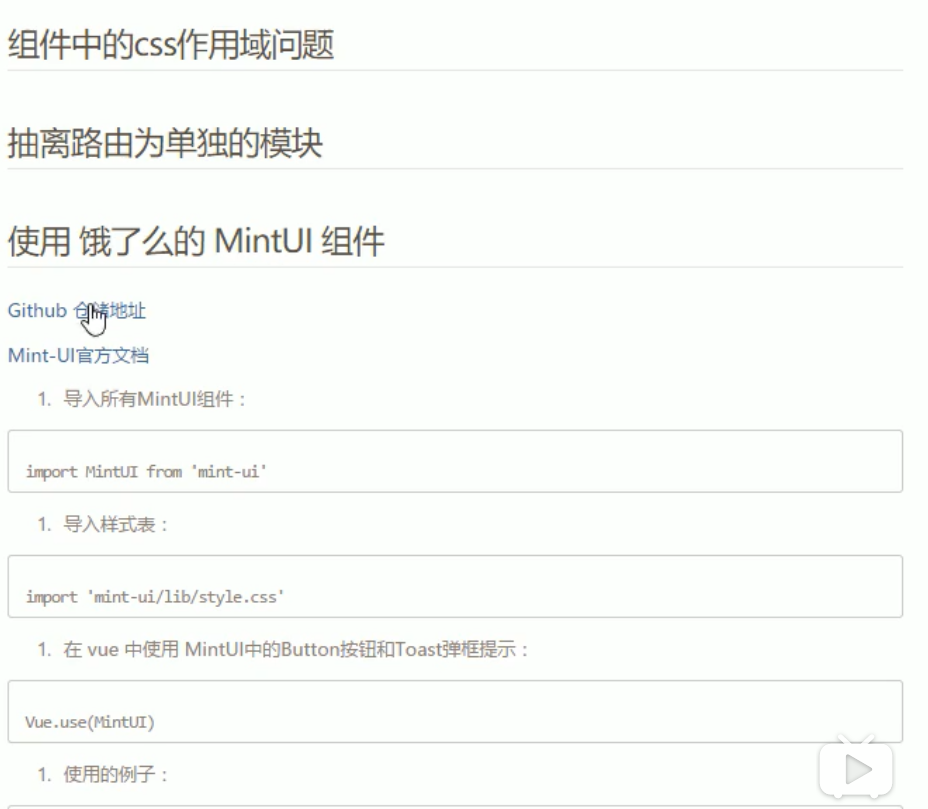 组件中的css作用域问题
抽离路由为单独的模块
使用 饿了么的 MintUI 组件
Github 仓储地址
Mint-UI官方文档
1. 导入所有MintUI组件：
import MintUI from 'mint-ui'
1. 导入样式表：
import 'mint-ui/lib/style.css'
1. 在 vue 中使用 MintUI中的Button按钮和Toast弹框提示：
Vue.use(MintUI)
1. 使用的例子：